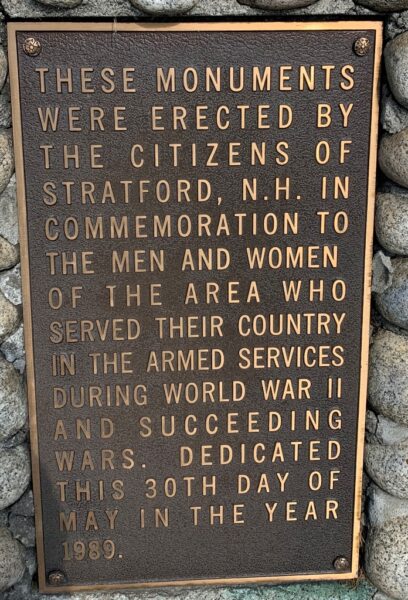 THESE MONUMENTS
WERE ERECTED BY
THE CITIZENS OF
STRATFORD, N.H. IN
COMMEMORATION TO
THE MEN AND WOMEN
OF THE AREA WHO
SERVED THEIR COUNTRY
IN THE ARMED SERVICES
DURING WORLD WAR II
AND SUCCEEDING
WARS. DEDICATED
THIS 30TH DAY OF
MAY IN THE YEAR
1989.